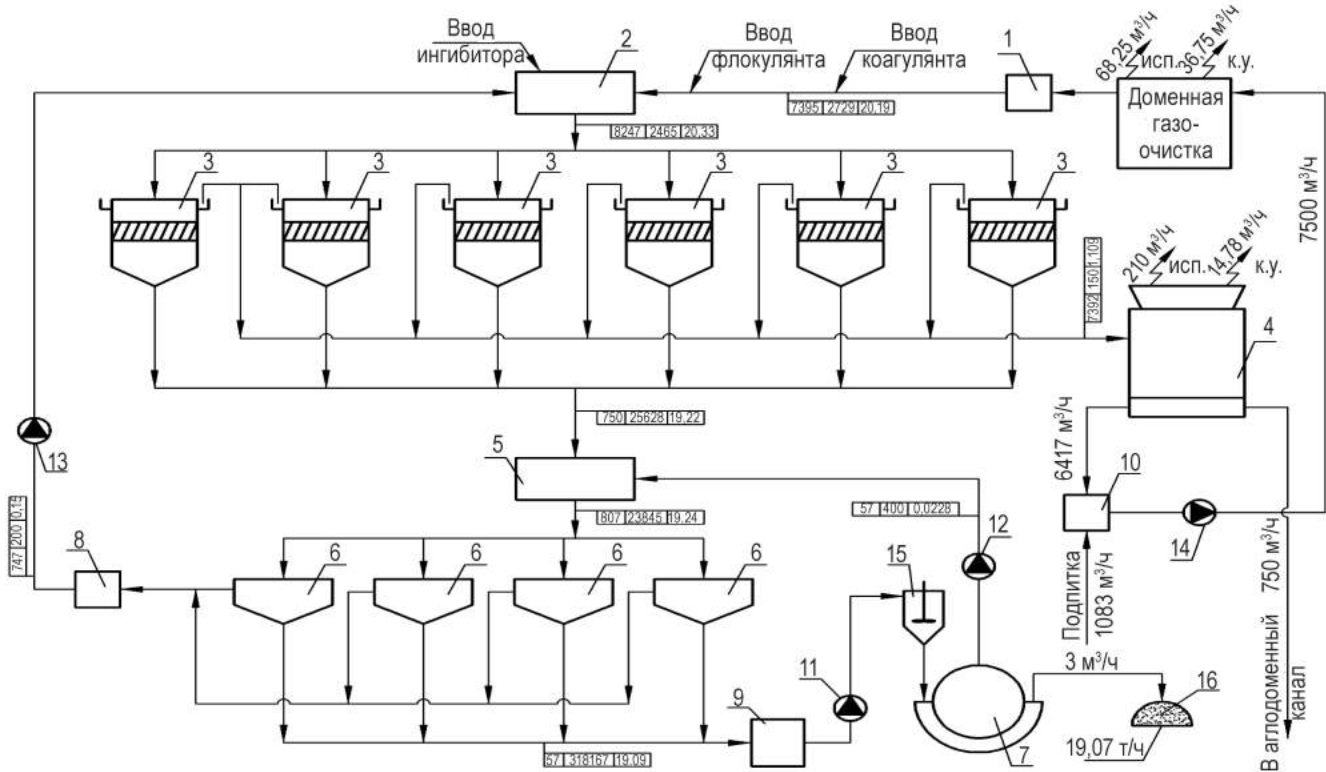 Ввод
ингибитора
2
Ввод
флокулянта
Ввод
коагулянта
1
68,25 м³/ч
исп.
36,75 м³/ч
к.у.
Доменная
газо-
очистка
7395 2729 20,19
8247 2465 20,33
3
3
3
3
3
3
7500 м³/ч
210 м³/ч
исп.
14,78 м³/ч
к.у.
7392 150 1,109
4
750 25628 19,22
13
5
6417 м³/ч
10
807 23845 19,24
57 400 0,0228
12
14
747 200 0,15
8
6
6
6
6
15
Подпитка
1083 м³/ч
В аглодоменный 750 м³/ч
канал
3 м³/ч
11
16
9
7
19,07 т/ч
57 318167 19,09